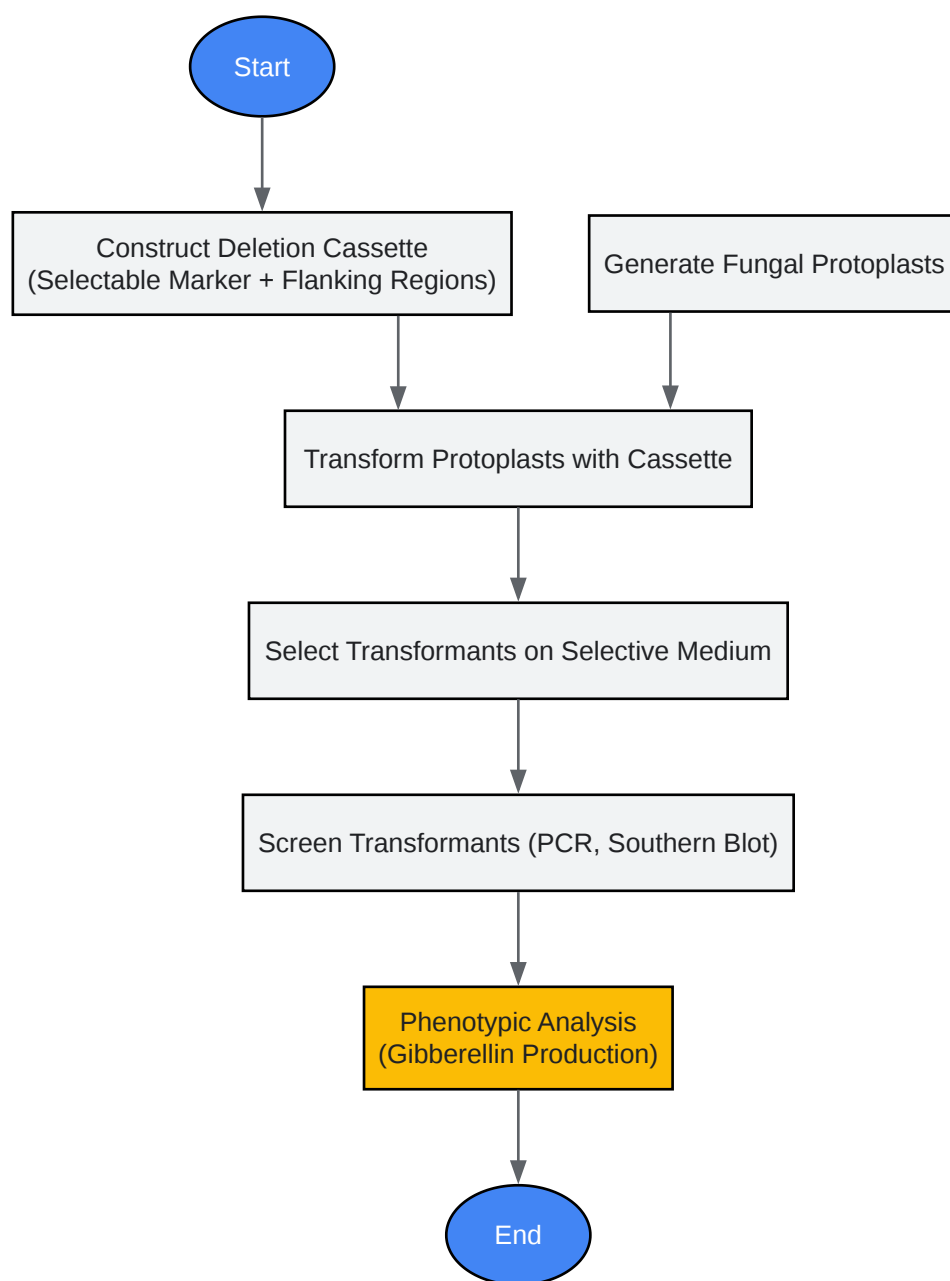 Start
Construct Deletion Cassette
(Selectable Marker + Flanking Regions)
Generate Fungal Protoplasts
Transform Protoplasts with Cassette
Select Transformants on Selective Medium
Screen Transformants (PCR, Southern Blot)
Phenotypic Analysis
(Gibberellin Production)
End